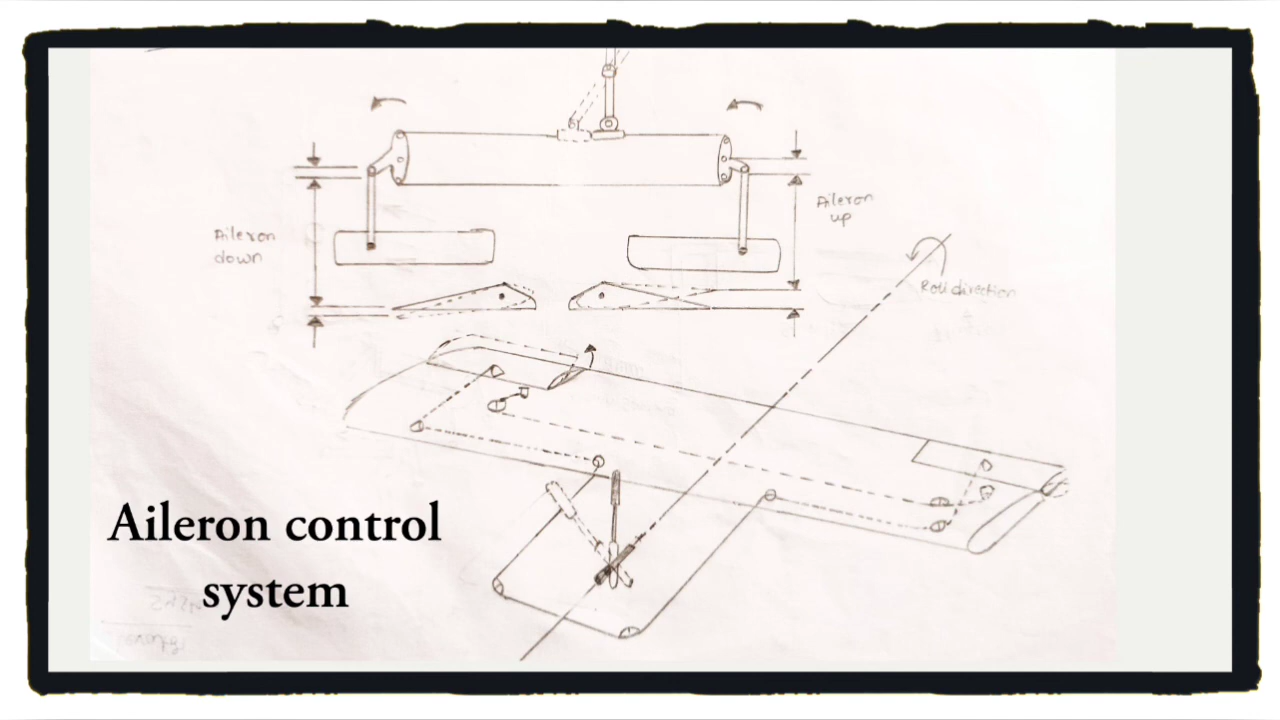 Aileron
up
Aileron
down
Roll direction
Aileron control
system